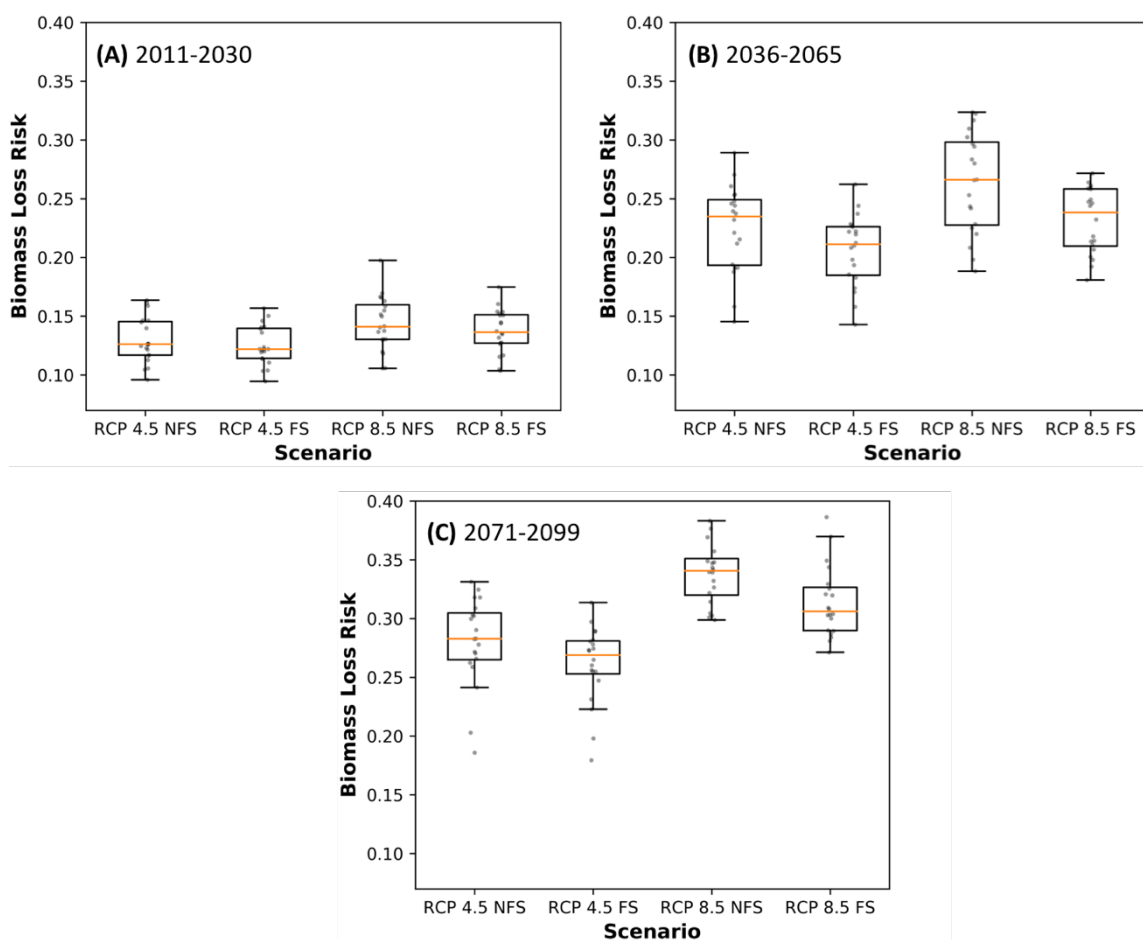 (A) 2011-2030
Biomass Loss Risk
0.40
0.35
0.30
0.25
0.20
0.15
0.10
RCP 4.5 NFS RCP 4.5 FS RCP 8.5 NFS RCP 8.5 FS
Scenario
(B) 2036-2065
Biomass Loss Risk
0.40
0.35
0.30
0.25
0.20
0.15
0.10
RCP 4.5 NFS RCP 4.5 FS RCP 8.5 NFS RCP 8.5 FS
Scenario
(C) 2071-2099
Biomass Loss Risk
0.40
0.35
0.30
0.25
0.20
0.15
0.10
RCP 4.5 NFS RCP 4.5 FS RCP 8.5 NFS RCP 8.5 FS
Scenario